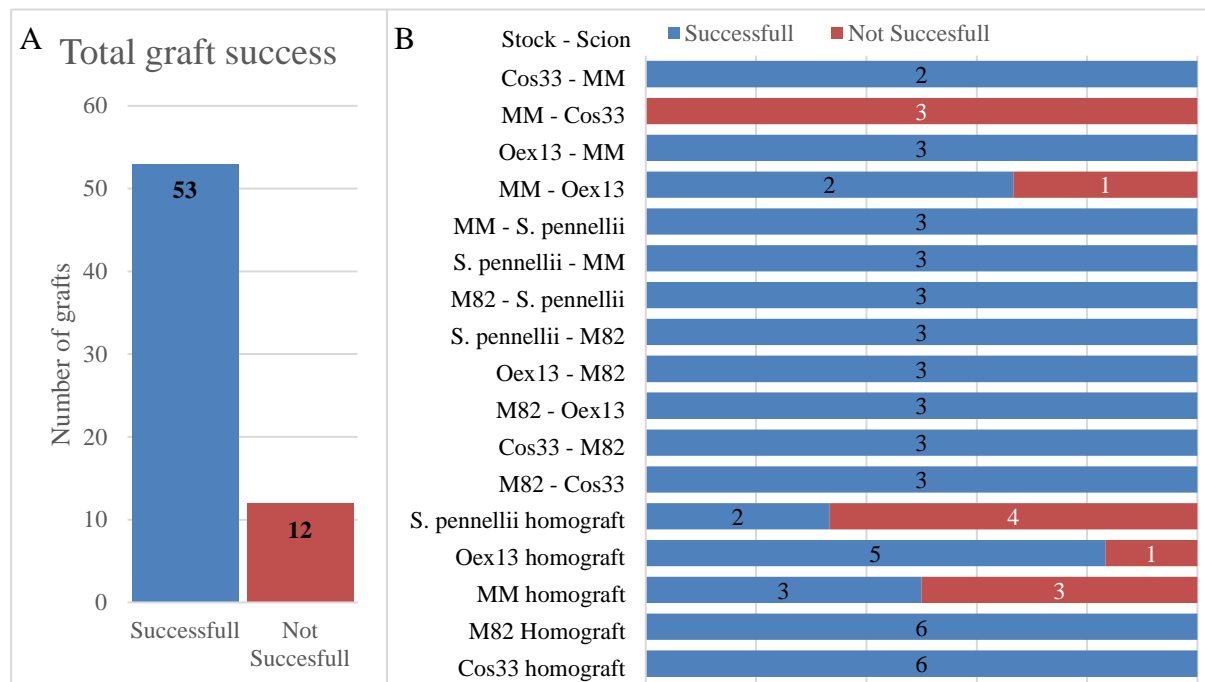 A
Total graft success
60
50
40
30
20
10
0
Number of grafts
53
12
Successfull
Not
Succesfull
B
Stock - Scion
Successfull
Not Succesfull
Cos33 - MM
2
MM - Cos33
3
Oex13 - MM
3
MM - Oex13
2 1
MM - S. pennellii
3
S. pennellii - MM
3
M82 - S. pennellii
3
S. pennellii - M82
3
Oex13 - M82
3
M82 - Oex13
3
Cos33 - M82
3
M82 - Cos33
3
S. pennellii homograft
2 4
Oex13 homograft
5 1
MM homograft
3 3
M82 Homograft
6
Cos33 homograft
6